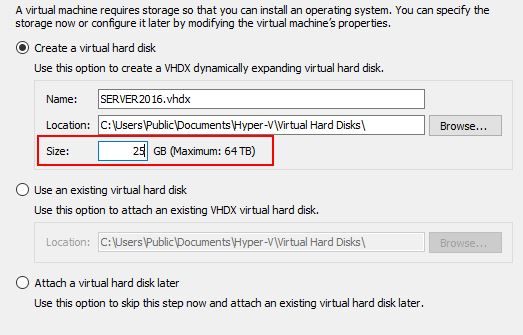 A virtual machine requires storage so that you can install an operating system. You can specify the
storage now or configure it later by modifying the virtual machine's properties.
Create a virtual hard disk
Use this option to create a VHDX dynamically expanding virtual hard disk.
Name: SERVER2016.vhdx
Location: C:\Users\Public\Documents\Hyper-V\Virtual Hard Disks\ Browse...
Size: 25 GB (Maximum: 64 TB)
Use an existing virtual hard disk
Use this option to attach an existing VHDX virtual hard disk.
Location: C:\Users\Public\Documents\Hyper-V\Virtual Hard Disks\ Browse...
Attach a virtual hard disk later
Use this option to skip this step now and attach an existing virtual hard disk later.